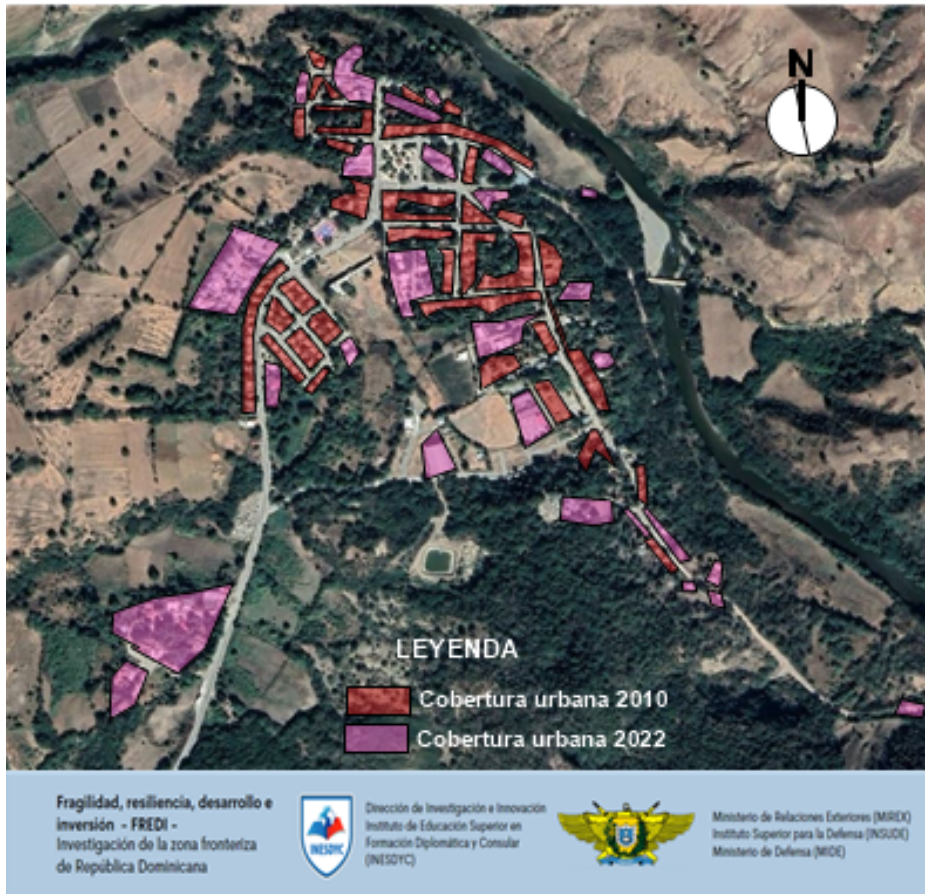 N
LEYENDA
Cobertura urbana 2010
Cobertura urbana 2022
Fragilidad, resiliencia, desarrollo e
inversión - FREDI -
Investigación de la zona fronteriza
de República Dominicana
INESDYC
Dirección de Investigación e Innovación
Instituto de Educación Superior en
Formación Diplomática y Consular
(INESDYC)
Ministerio de Relaciones Exteriores (MIREX)
Instituto Superior para la Defensa (INSUDE)
Ministerio de Defensa (MIDE)